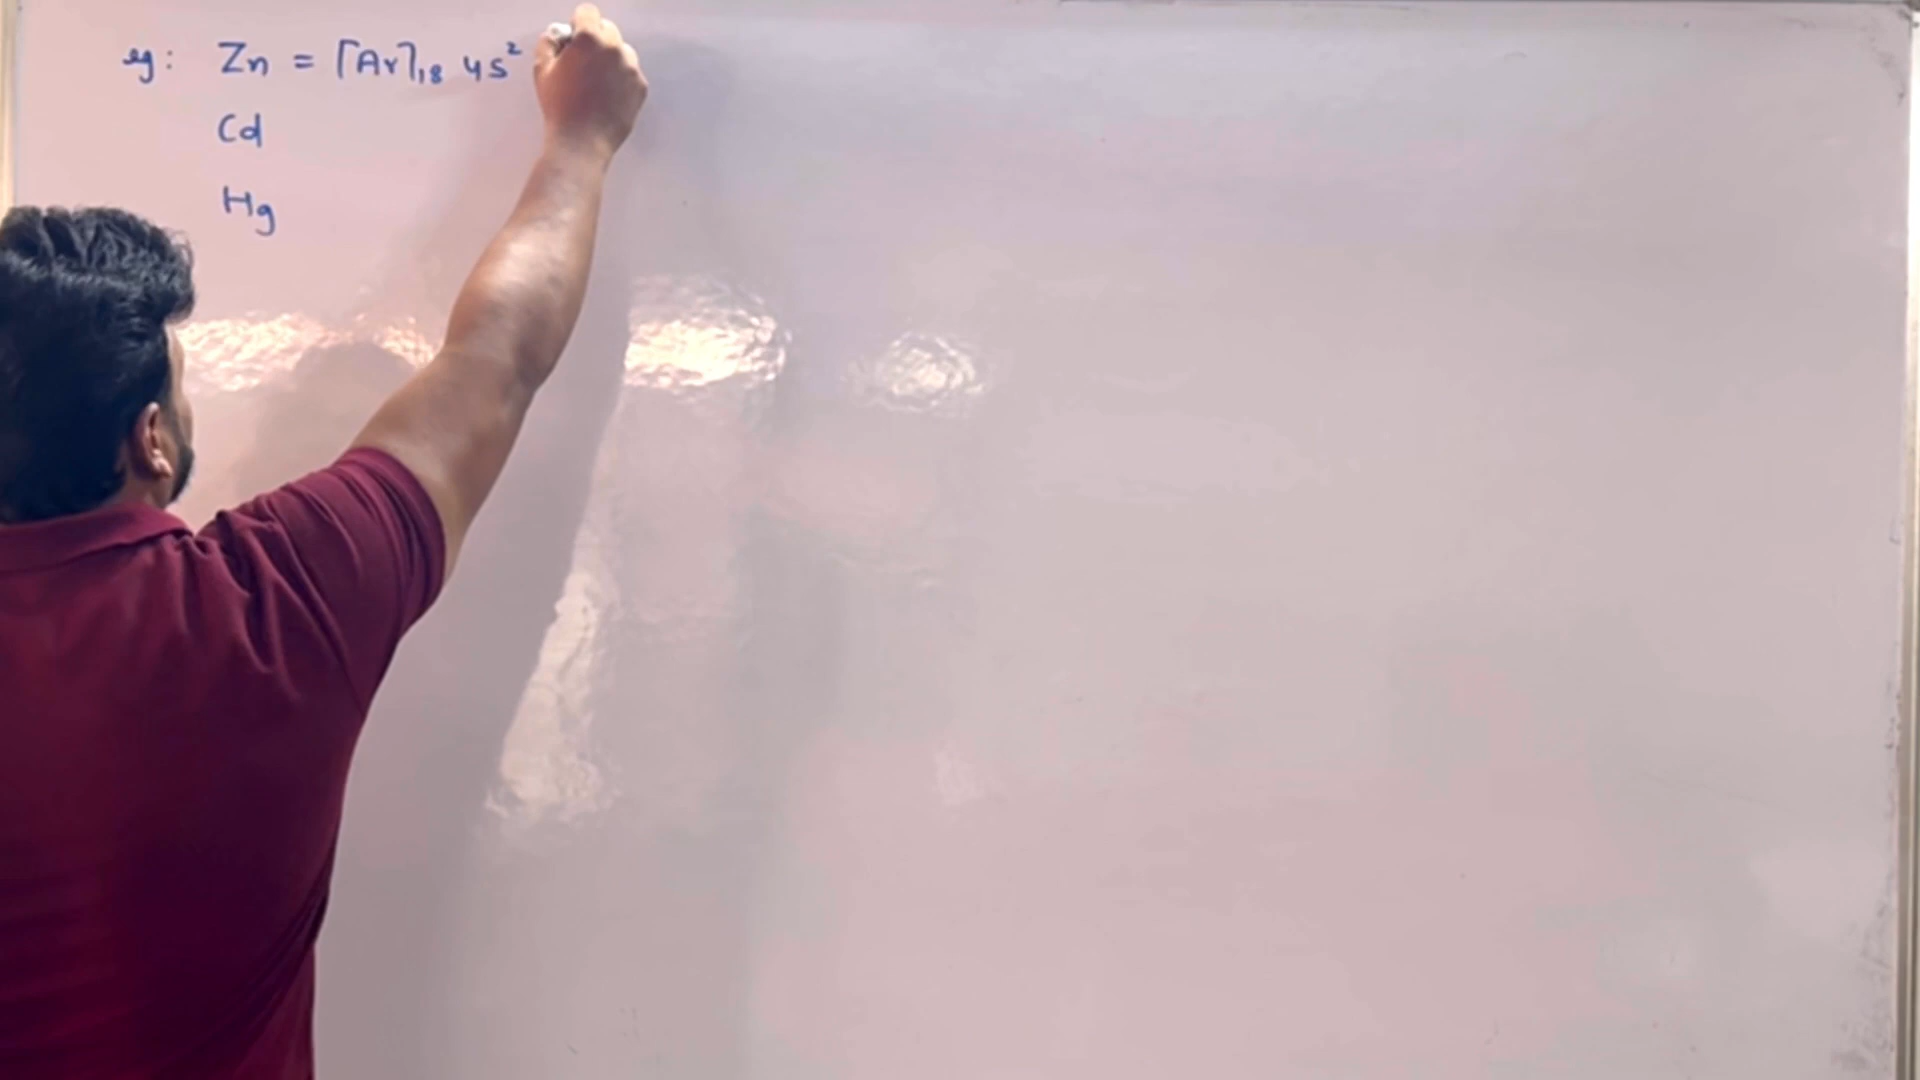 eg: Zn = [Ar]₁₈ 4s²
Cd
Hg